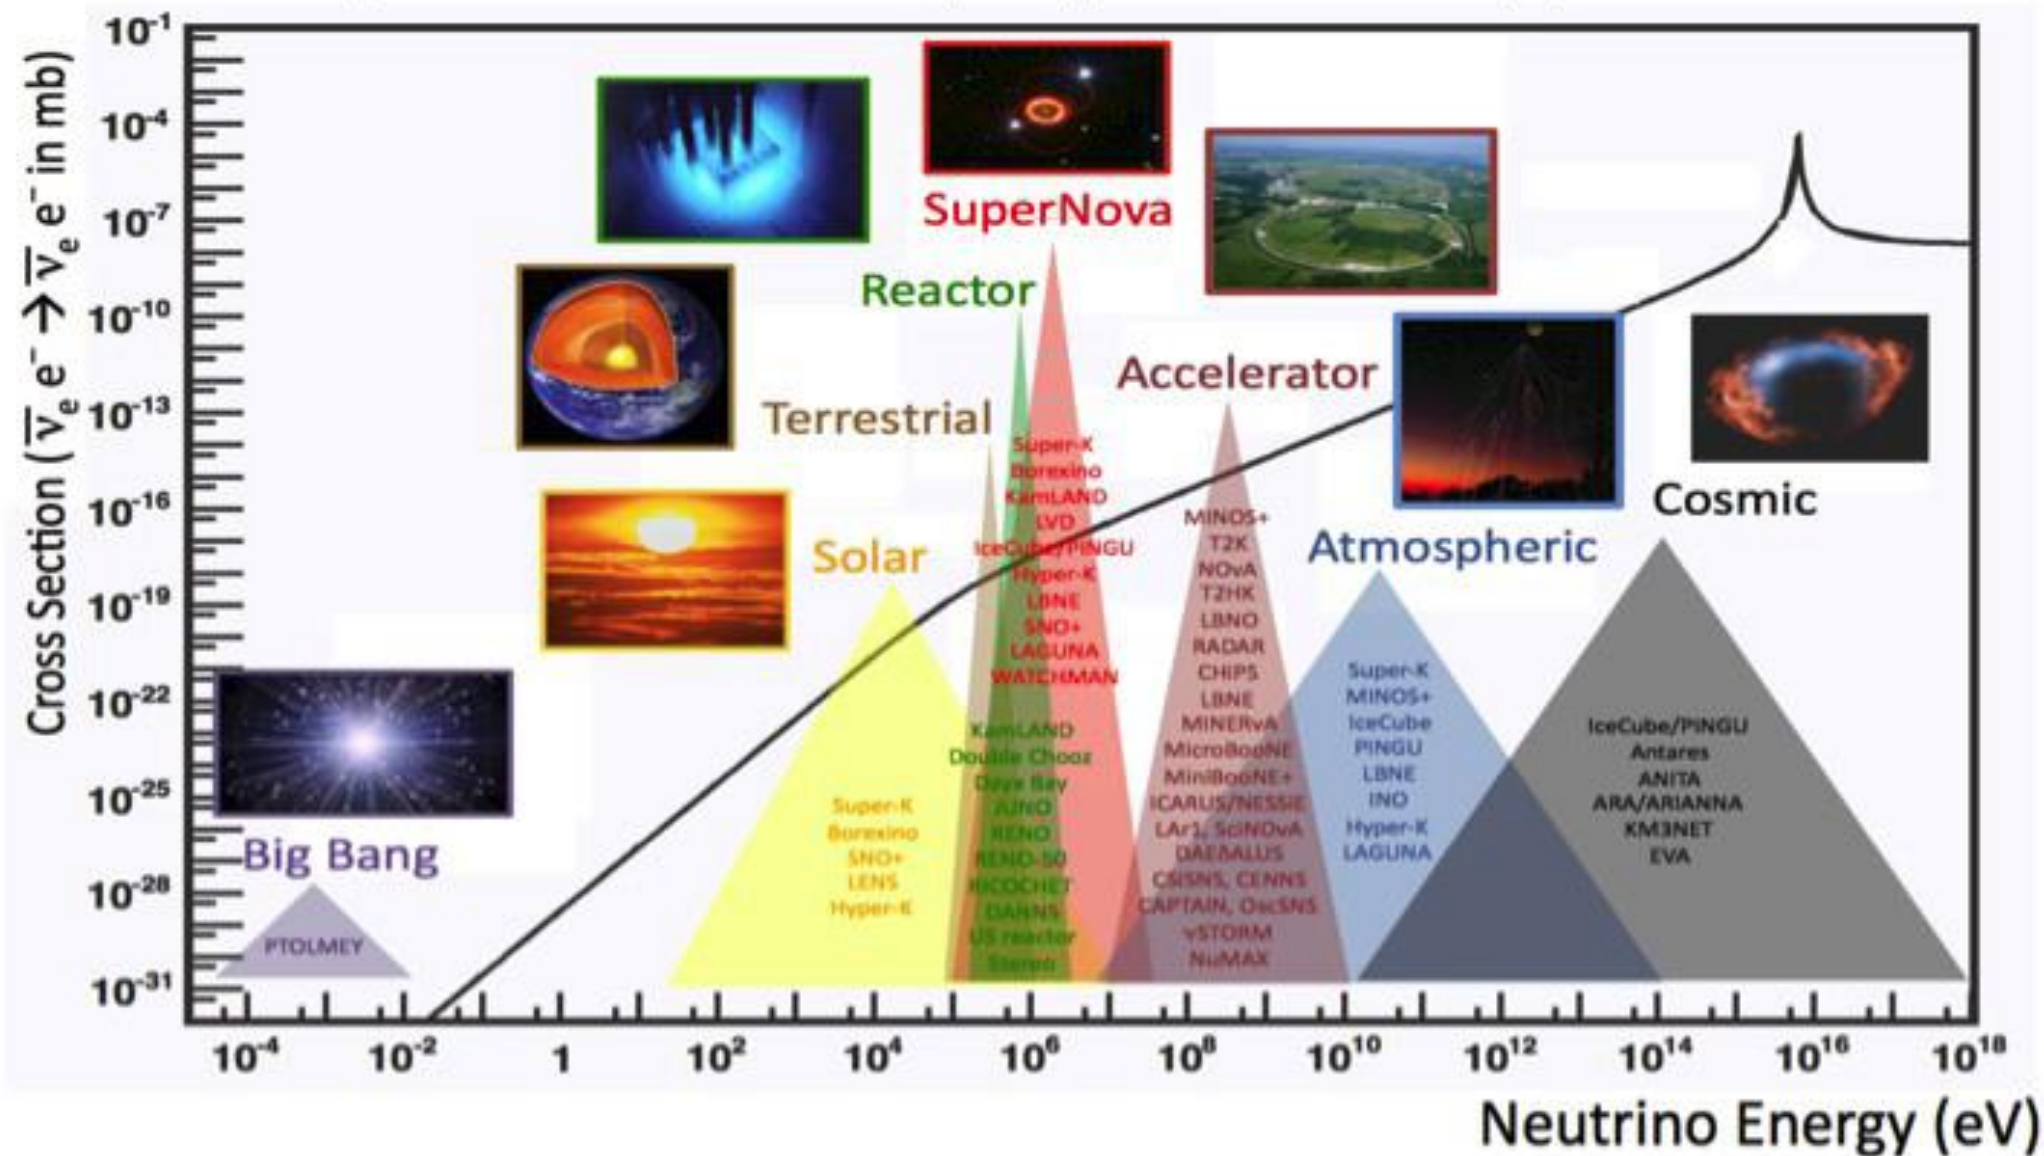 Cross Section (ν̅ₑ e⁻ → ν̅ₑ e⁻ in mb)
10⁻¹
10⁻⁴
10⁻⁷
10⁻¹⁰
10⁻¹³
10⁻¹⁶
10⁻¹⁹
10⁻²²
10⁻²⁵
10⁻²⁸
10⁻³¹
Big Bang
PTOLMEY
Solar
Super-K
Borexino
SNO+
LENS
Hyper-K
Terrestrial
Reactor
KamLAND
Double Chooz
Daya Bay
JUNO
RENO
RENO-50
RICOCHET
DANNS
US reactor
Stereo
SuperNova
Super-K
Borexino
KamLAND
LVD
IceCube/PINGU
Hyper-K
LBNE
SNO+
LAGUNA
WATCHMAN
Accelerator
MINOS+
T2K
NOvA
T2HK
LBNO
RADAR
CHIPS
LBNE
MINERvA
MicroBooNE
MiniBooNE+
ICARUS/NESSiE
LAr1, SciNOvA
DAEδALUS
CSISNS, CENNS
CAPTAIN, OscSNS
νSTORM
NuMAX
Atmospheric
Super-K
MINOS+
IceCube
PINGU
LBNE
INO
Hyper-K
LAGUNA
Cosmic
IceCube/PINGU
Antares
ANITA
ARA/ARIANNA
KM3NET
EVA
10⁻⁴ 10⁻² 1 10² 10⁴ 10⁶ 10⁸ 10¹⁰ 10¹² 10¹⁴ 10¹⁶ 10¹⁸
Neutrino Energy (eV)